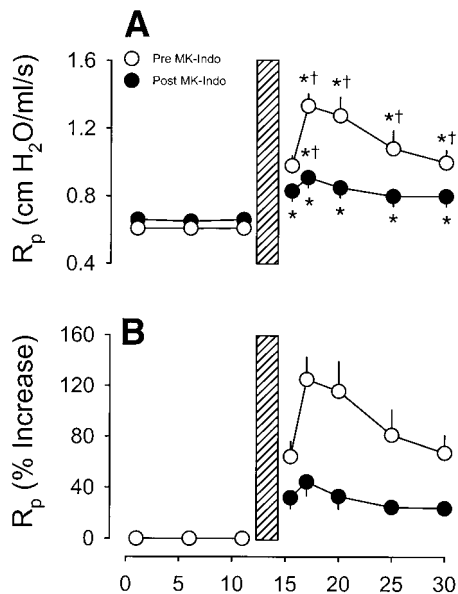 A
1.6
Pre MK-Indo
Post MK-Indo
*† *† *† *†
1.2
*†
0.8
* * * * *
0.4
Rp (cm H2O/ml/s)
B
160
120
80
40
0
Rp (% Increase)
0 5 10 15 20 25 30